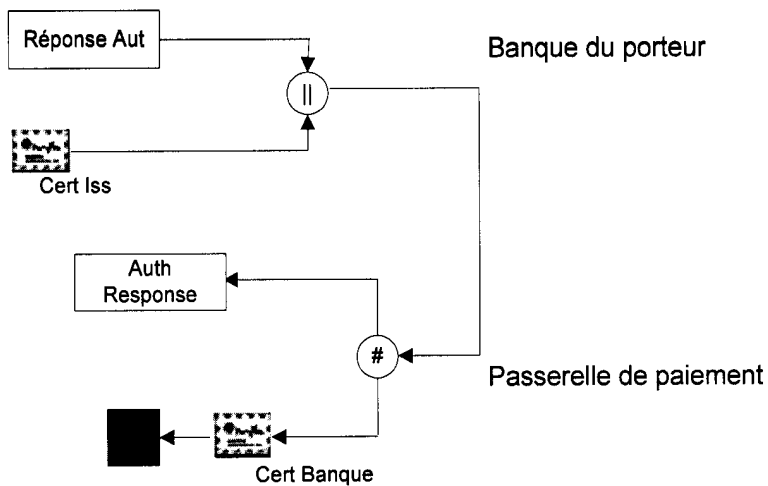 Réponse Aut
Banque du porteur
||
Cert Iss
Auth
Response
#
Passerelle de paiement
Cert Banque